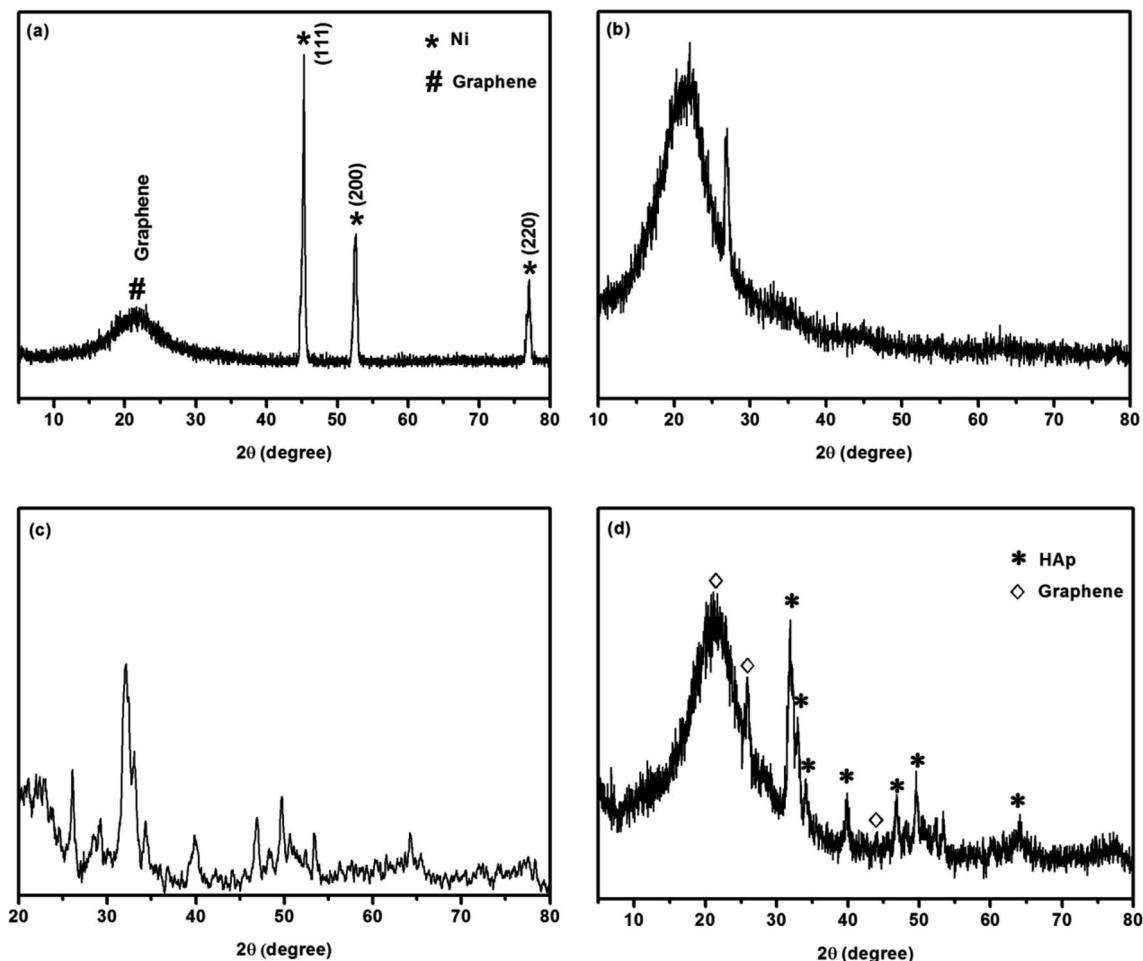 (a)
* Ni
# Graphene
# Graphene
* (111)
* (200)
* (220)
10 20 30 40 50 60 70 80
2θ (degree)
(b)
10 20 30 40 50 60 70 80
2θ (degree)
(c)
20 30 40 50 60 70 80
2θ (degree)
(d)
* HAp
◇ Graphene
10 20 30 40 50 60 70 80
2θ (degree)